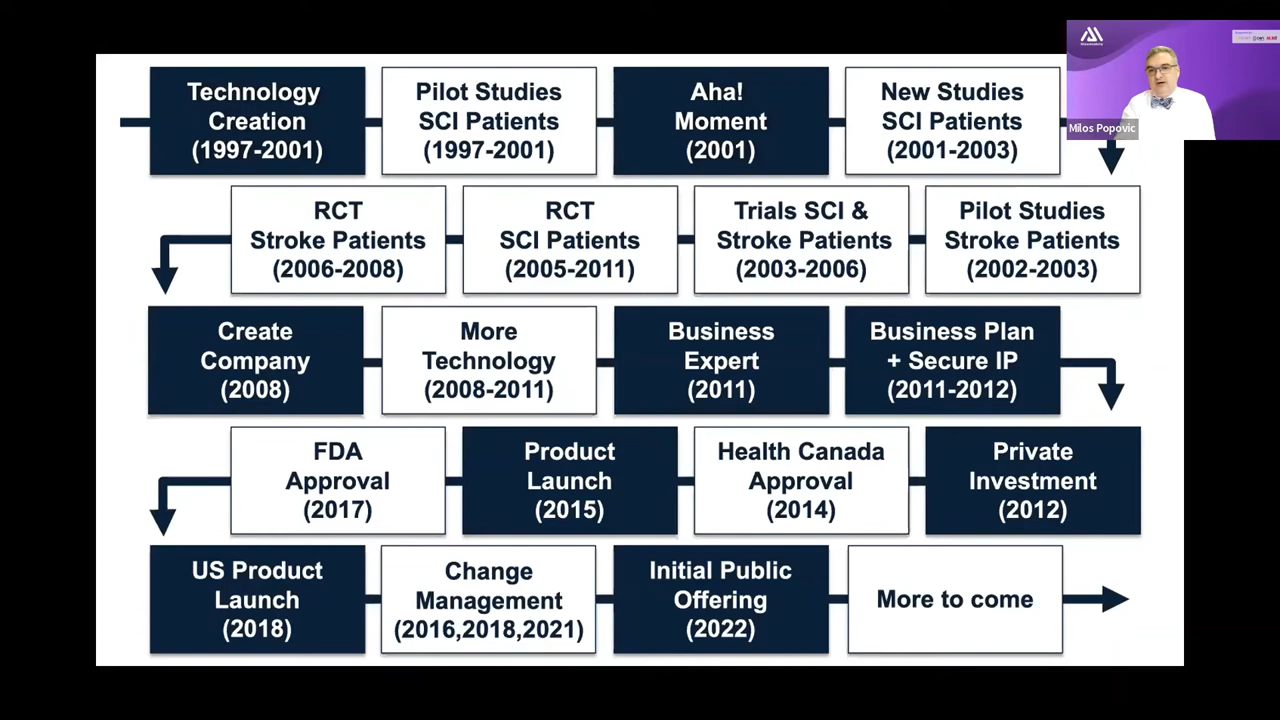 Technology
Creation
(1997-2001)
Pilot Studies
SCI Patients
(1997-2001)
Aha!
Moment
(2001)
New Studies
SCI Patients
(2001-2003)
Milos Popovic
RCT
Stroke Patients
(2006-2008)
RCT
SCI Patients
(2005-2011)
Trials SCI &
Stroke Patients
(2003-2006)
Pilot Studies
Stroke Patients
(2002-2003)
Create
Company
(2008)
More
Technology
(2008-2011)
Business
Expert
(2011)
Business Plan
+ Secure IP
(2011-2012)
FDA
Approval
(2017)
Product
Launch
(2015)
Health Canada
Approval
(2014)
Private
Investment
(2012)
US Product
Launch
(2018)
Change
Management
(2016,2018,2021)
Initial Public
Offering
(2022)
More to come